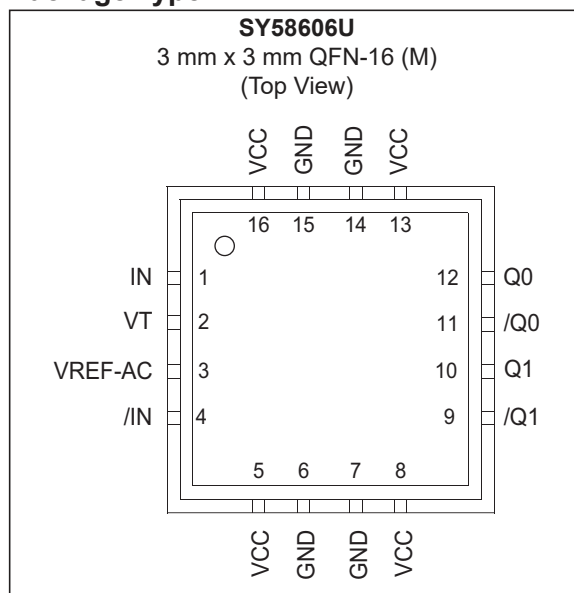 SY58606U
3 mm x 3 mm QFN-16 (M)
(Top View)
VCC GND GND VCC
16 15 14 13
IN 1 12 Q0
VT 2 11 /Q0
VREF-AC 3 10 Q1
/IN 4 9 /Q1
5 6 7 8
VCC GND GND VCC